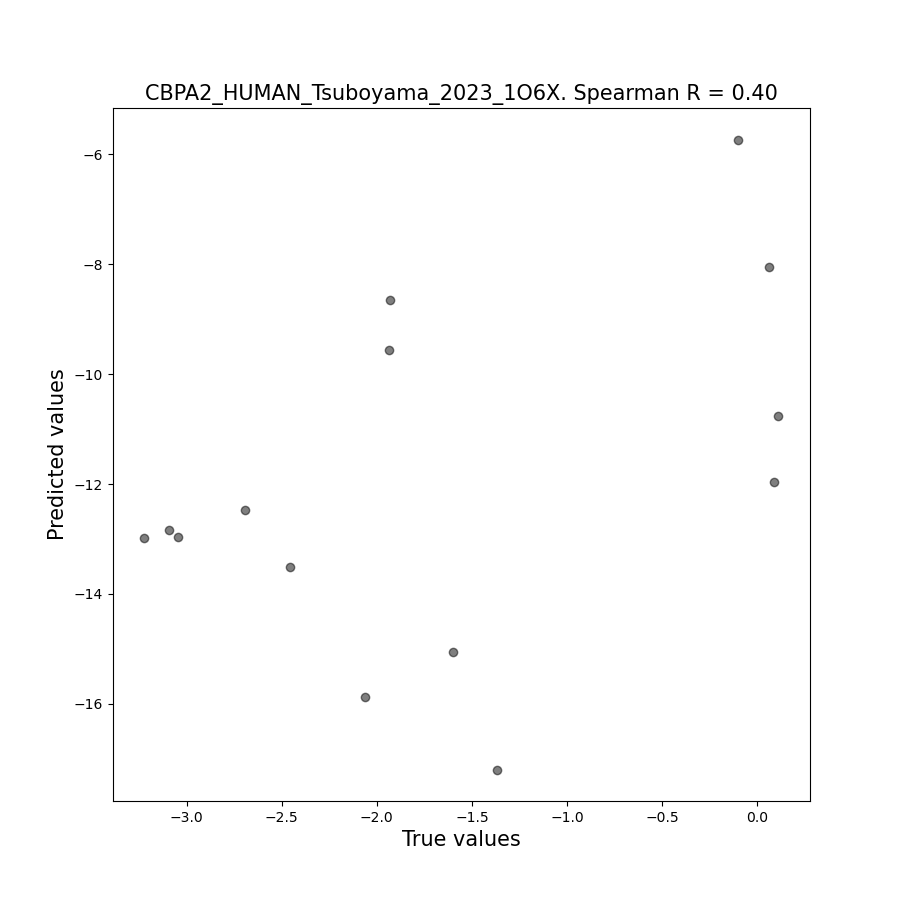 CBPA2_HUMAN_Tsuboyama_2023_1O6X. Spearman R = 0.40
−6
−8
−10
−12
−14
−16
Predicted values
−3.0 −2.5 −2.0 −1.5 −1.0 −0.5 0.0
True values